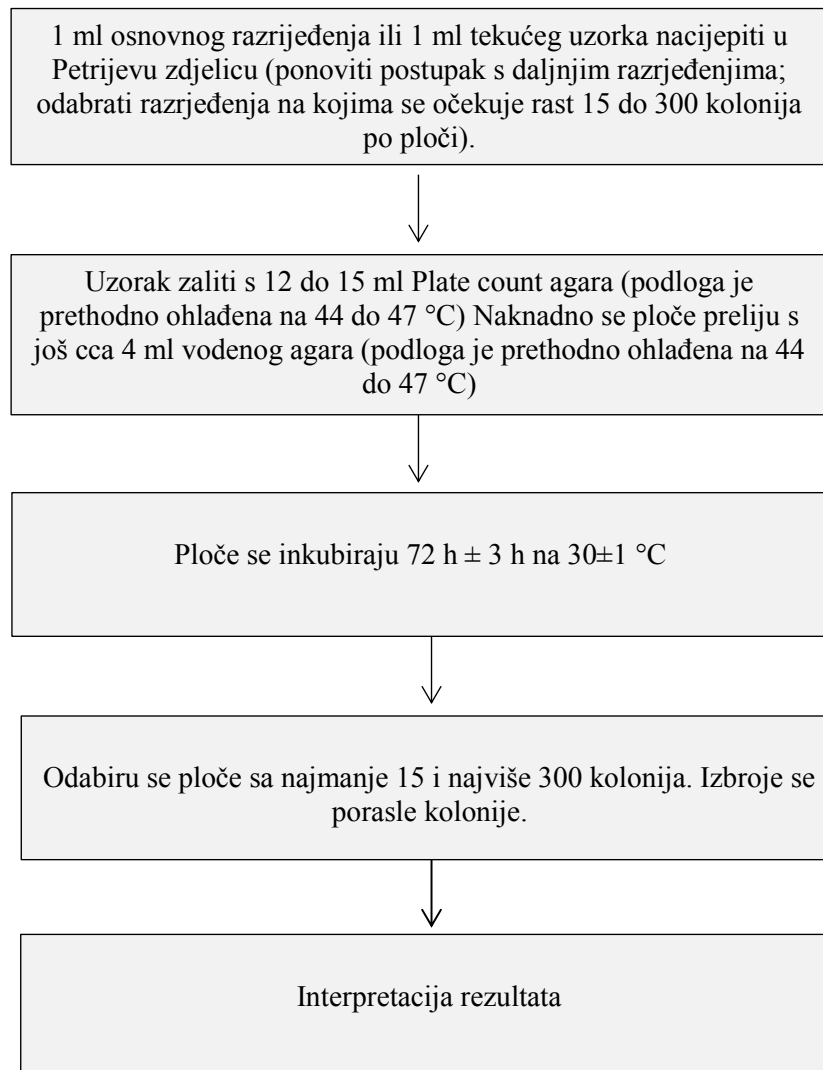 1 ml osnovnog razrijeđenja ili 1 ml tekućeg uzorka nacijepiti u
Petrijevu zdjelicu (ponoviti postupak s daljnjim razrjeđenjima;
odabrati razrjeđenja na kojima se očekuje rast 15 do 300 kolonija
po ploči).
Uzorak zaliti s 12 do 15 ml Plate count agara (podloga je
prethodno ohlađena na 44 do 47 °C) Naknadno se ploče preliju s
još cca 4 ml vodenog agara (podloga je prethodno ohlađena na 44
do 47 °C)
Ploče se inkubiraju 72 h ± 3 h na 30±1 °C
Odabiru se ploče sa najmanje 15 i najviše 300 kolonija. Izbroje se
porasle kolonije.
Interpretacija rezultata